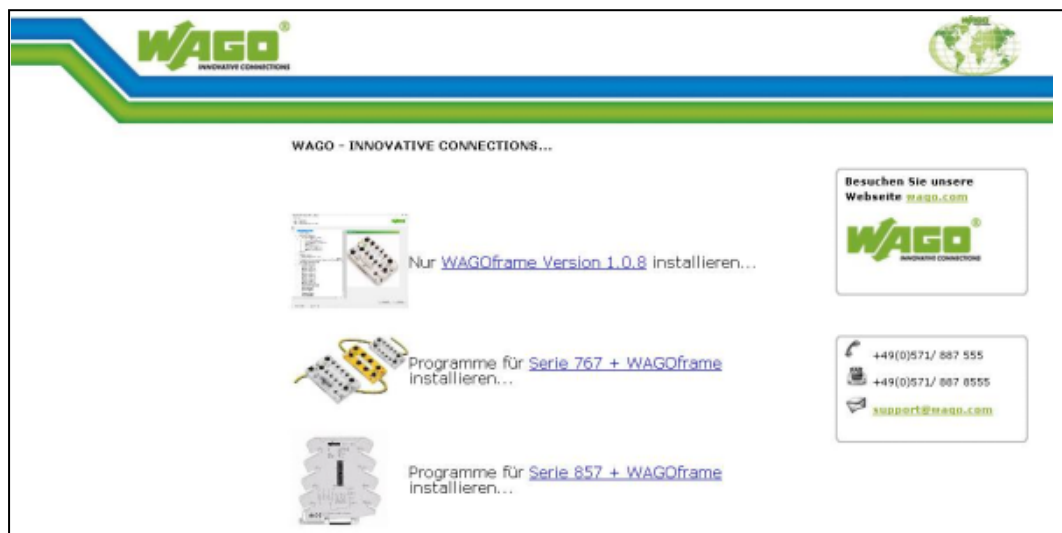 WAGO®
INNOVATIVE CONNECTIONS
WAGO
WAGO - INNOVATIVE CONNECTIONS...
Nur WAGOframe Version 1.0.8 installieren...
Programme für Serie 767 + WAGOframe
installieren...
Programme für Serie 857 + WAGOframe
installieren...
Besuchen Sie unsere
Webseite wago.com
WAGO®
INNOVATIVE CONNECTIONS
+49(0)571/ 887 555
+49(0)571/ 887 8555
support@wago.com